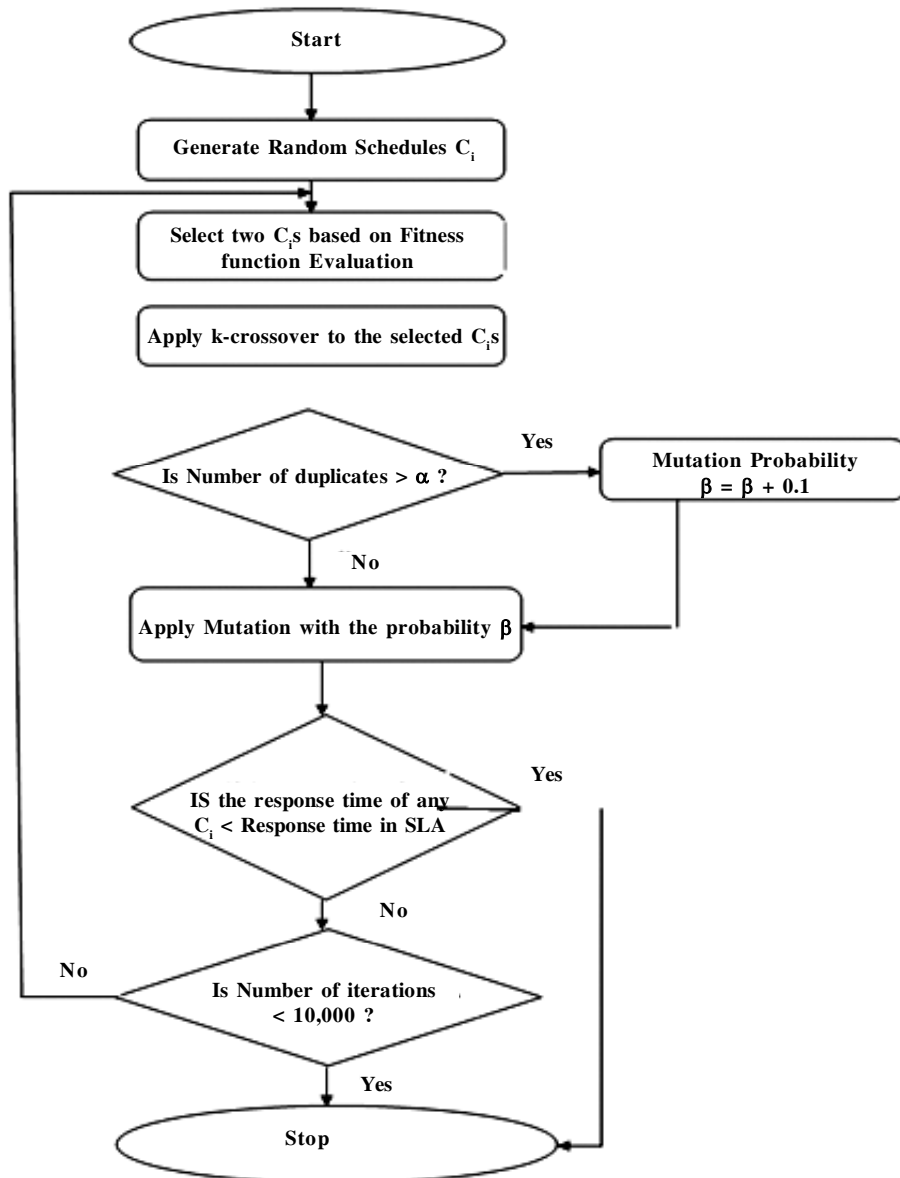 Start
Generate Random Schedules Ci
Select two Cis based on Fitness
function Evaluation
Apply k-crossover to the selected Cis
Is Number of duplicates > α ?
Yes
Mutation Probability
β = β + 0.1
No
Apply Mutation with the probability β
IS the response time of any
Ci < Response time in SLA
Yes
No
Is Number of iterations
< 10,000 ?
No
Yes
Stop